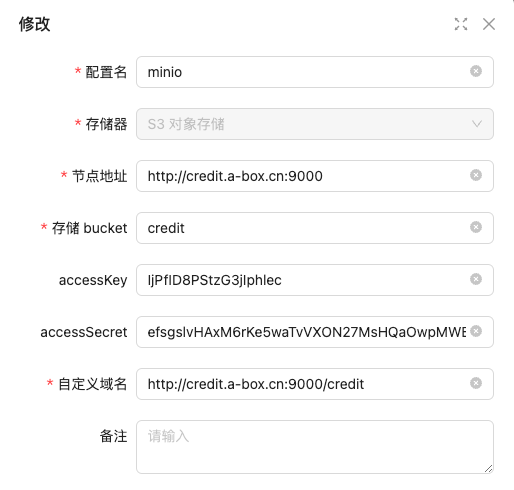 修改
* 配置名 minio
* 存储器 S3 对象存储
* 节点地址 http://credit.a-box.cn:9000
* 存储 bucket credit
accessKey
accessSecret
* 自定义域名 http://credit.a-box.cn:9000/credit
备注 请输入